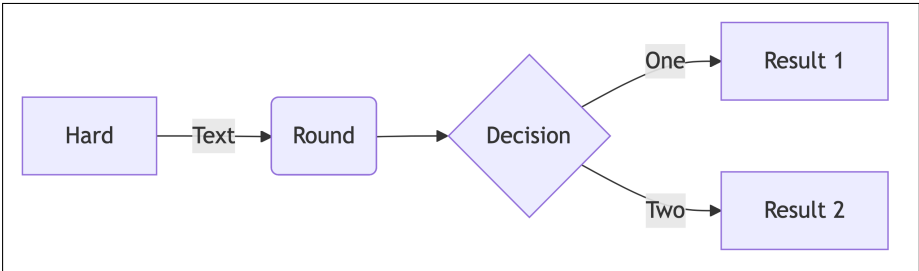 Hard
Text
Round
Decision
One
Result 1
Two
Result 2